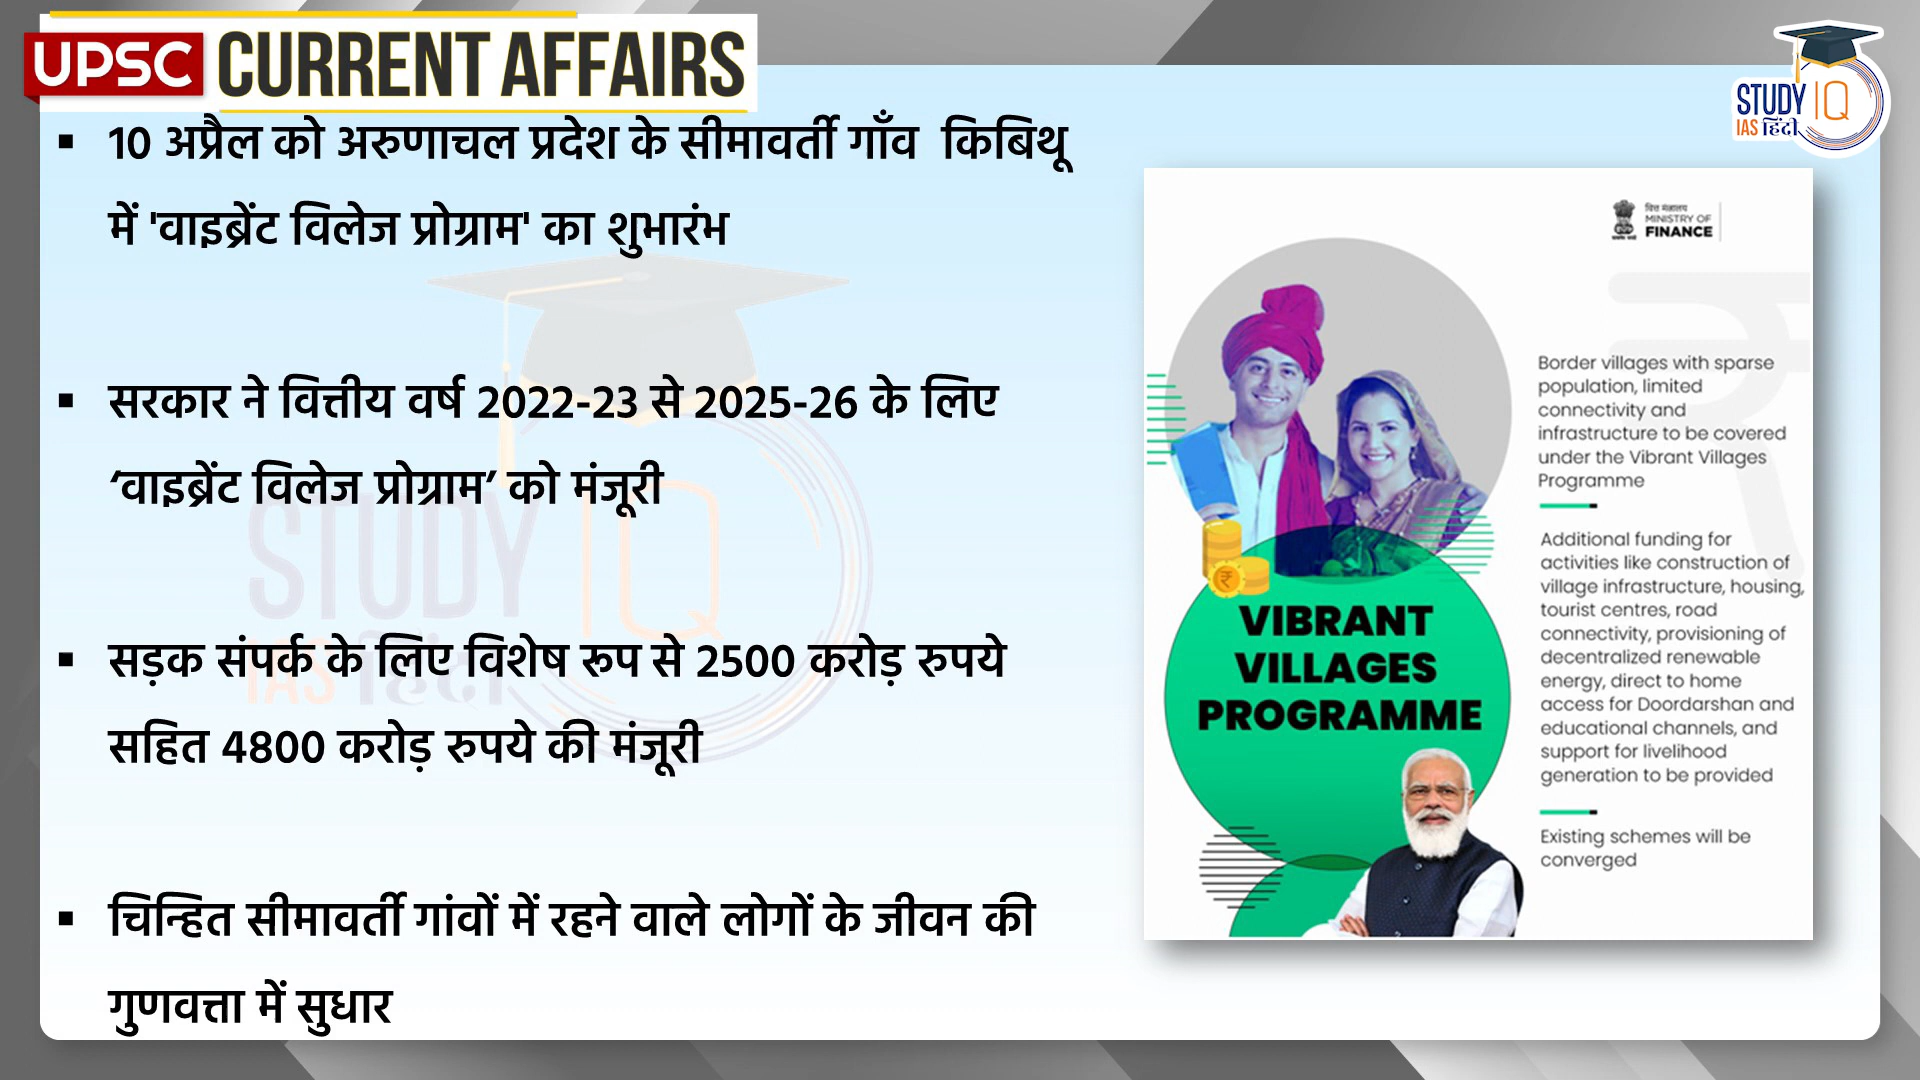 UPSC CURRENT AFFAIRS
STUDY IQ
IAS हिंदी
▪ 10 अप्रैल को अरुणाचल प्रदेश के सीमावर्ती गाँव किबिथू
में 'वाइब्रेंट विलेज प्रोग्राम' का शुभारंभ
▪ सरकार ने वित्तीय वर्ष 2022-23 से 2025-26 के लिए
‘वाइब्रेंट विलेज प्रोग्राम’ को मंजूरी
▪ सड़क संपर्क के लिए विशेष रूप से 2500 करोड़ रुपये
सहित 4800 करोड़ रुपये की मंजूरी
▪ चिन्हित सीमावर्ती गांवों में रहने वाले लोगों के जीवन की
गुणवत्ता में सुधार
STUDY IQ
IAS हिंदी
वित्त मंत्रालय
MINISTRY OF
FINANCE
VIBRANT
VILLAGES
PROGRAMME
Border villages with sparse
population, limited
connectivity and
infrastructure to be covered
under the Vibrant Villages
Programme
Additional funding for
activities like construction of
village infrastructure, housing,
tourist centres, road
connectivity, provisioning of
decentralized renewable
energy, direct to home
access for Doordarshan and
educational channels, and
support for livelihood
generation to be provided
Existing schemes will be
converged